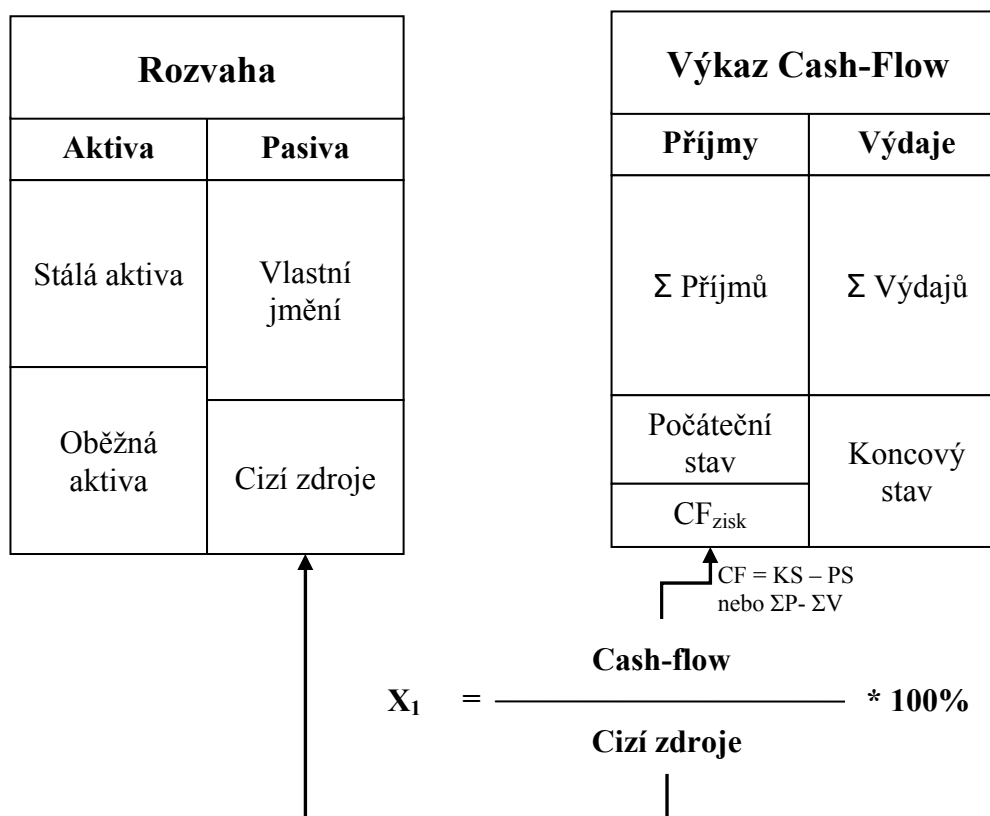 Rozvaha
Aktiva
Pasiva
Stálá aktiva
Vlastní
jmění
Oběžná
aktiva
Cizí zdroje
Výkaz Cash-Flow
Příjmy
Výdaje
Σ Příjmů
Σ Výdajů
Počáteční
stav
Koncový
stav
CFzisk
CF = KS – PS
nebo ΣP- ΣV
Cash-flow
X1 = * 100%
Cizí zdroje